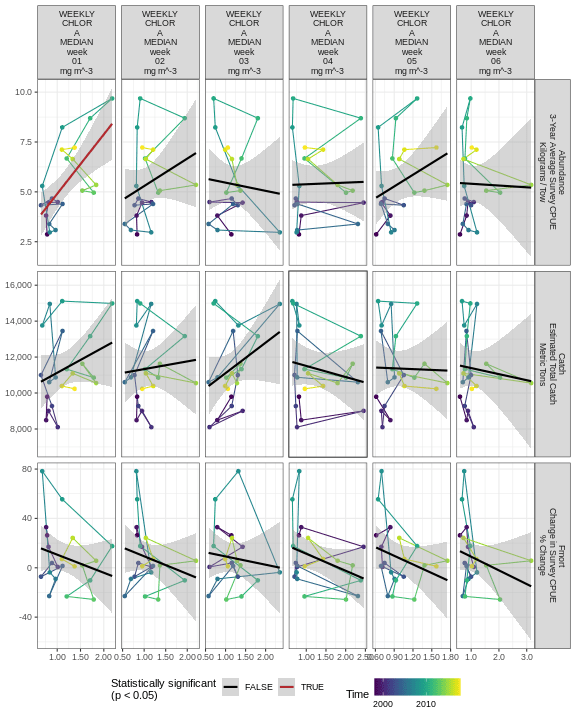 WEEKLY WEEKLY WEEKLY WEEKLY WEEKLY WEEKLY
CHLOR CHLOR CHLOR CHLOR CHLOR CHLOR
A A A A A A
MEDIAN MEDIAN MEDIAN MEDIAN MEDIAN MEDIAN
week week week week week week
01 02 03 04 05 06
mg m^-3 mg m^-3 mg m^-3 mg m^-3 mg m^-3 mg m^-3
10.0
7.5
5.0
2.5
Abundance
3-Year Average Survey CPUE
Kilograms / Tow
16,000
14,000
12,000
10,000
8,000
Catch
Estimated Total Catch
Metric Tons
80
40
0
-40
Fmort
Change in Survey CPUE
% Change
1.00 1.50 2.00 0.50 1.00 1.50 2.00 0.50 1.00 1.50 2.00 1.00 1.50 2.00 0.60 0.90 1.20 1.50 1.80 1.0 2.0 3.0
Statistically significant
(p < 0.05)
FALSE TRUE
Time
2000 2010